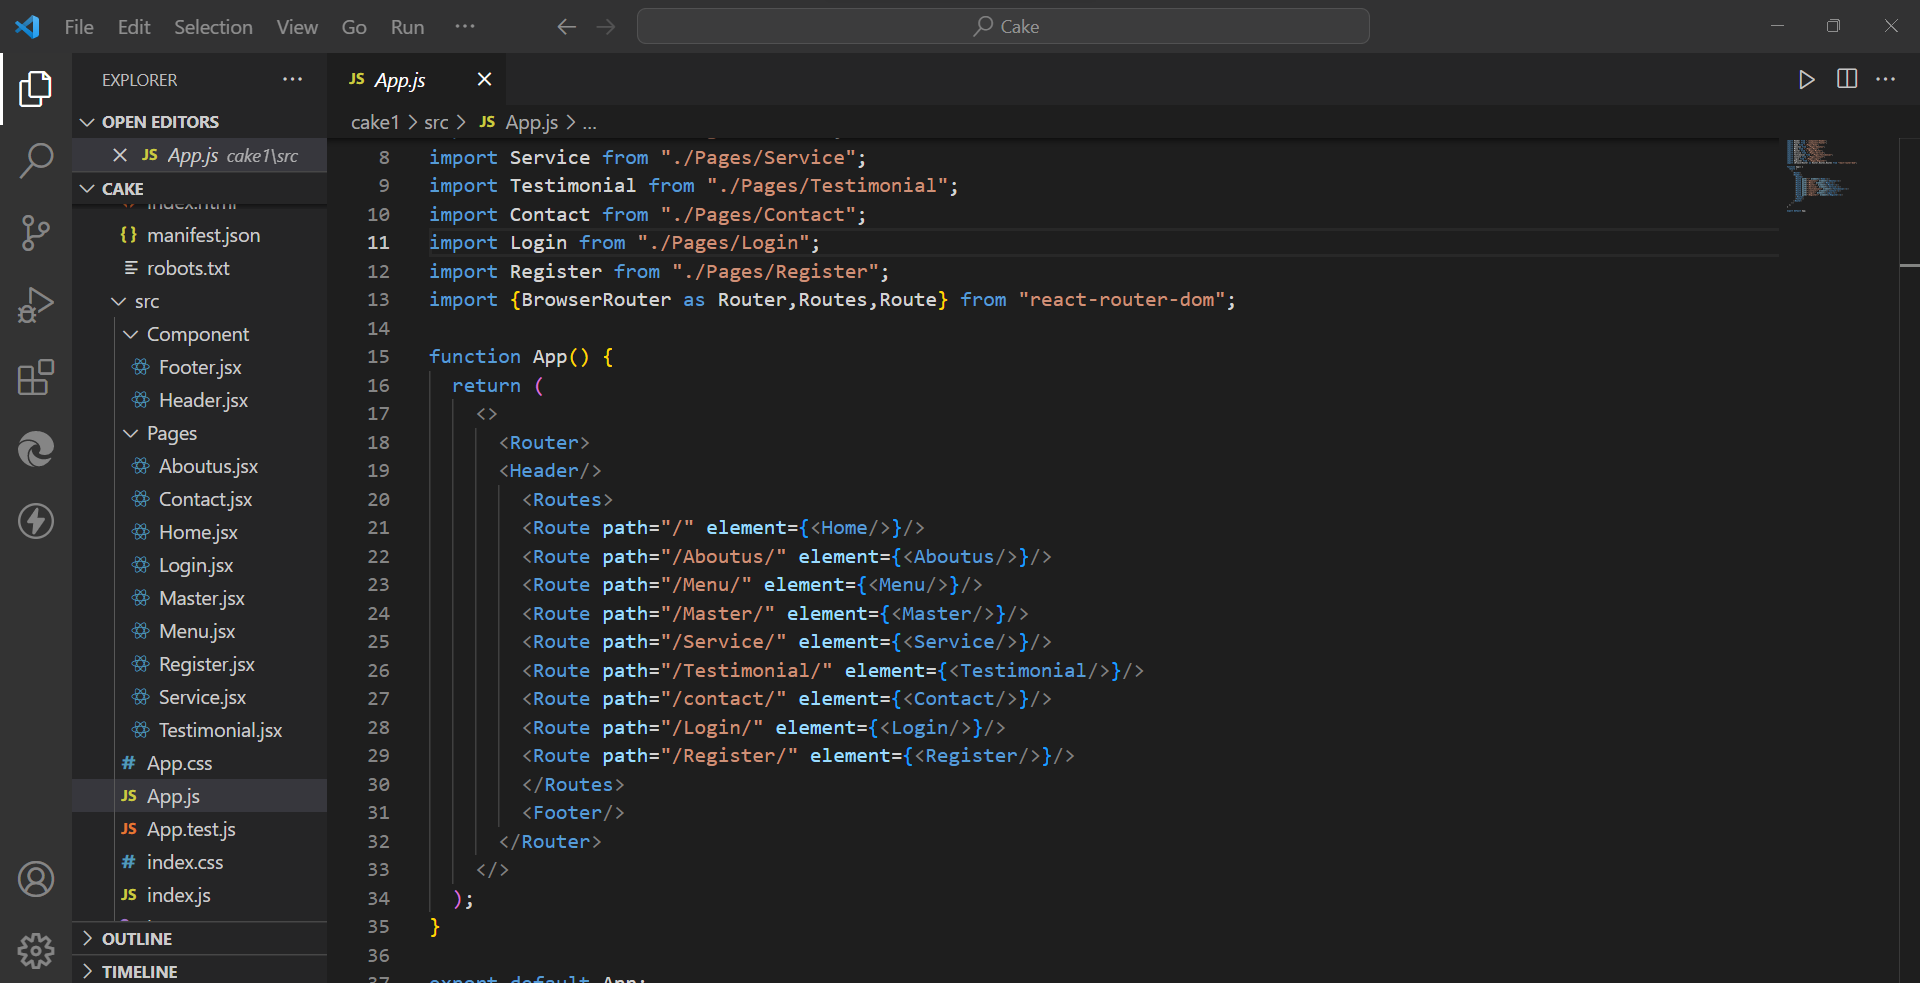 File Edit Selection View Go Run ··· Cake
EXPLORER ···
OPEN EDITORS
JS App.js cake1\src
CAKE
index.html
{} manifest.json
robots.txt
src
Component
Footer.jsx
Header.jsx
Pages
Aboutus.jsx
Contact.jsx
Home.jsx
Login.jsx
Master.jsx
Menu.jsx
Register.jsx
Service.jsx
Testimonial.jsx
# App.css
JS App.js
JS App.test.js
# index.css
JS index.js
OUTLINE
TIMELINE
JS App.js
cake1 > src > JS App.js > ...
8 import Service from "./Pages/Service";
9 import Testimonial from "./Pages/Testimonial";
10 import Contact from "./Pages/Contact";
11 import Login from "./Pages/Login";
12 import Register from "./Pages/Register";
13 import {BrowserRouter as Router,Routes,Route} from "react-router-dom";
14
15 function App() {
16 return (
17 <>
18 <Router>
19 <Header/>
20 <Routes>
21 <Route path="/" element={<Home/>}/>
22 <Route path="/Aboutus/" element={<Aboutus/>}/>
23 <Route path="/Menu/" element={<Menu/>}/>
24 <Route path="/Master/" element={<Master/>}/>
25 <Route path="/Service/" element={<Service/>}/>
26 <Route path="/Testimonial/" element={<Testimonial/>}/>
27 <Route path="/contact/" element={<Contact/>}/>
28 <Route path="/Login/" element={<Login/>}/>
29 <Route path="/Register/" element={<Register/>}/>
30 </Routes>
31 <Footer/>
32 </Router>
33 </>
34 );
35 }
36
37 export default App;